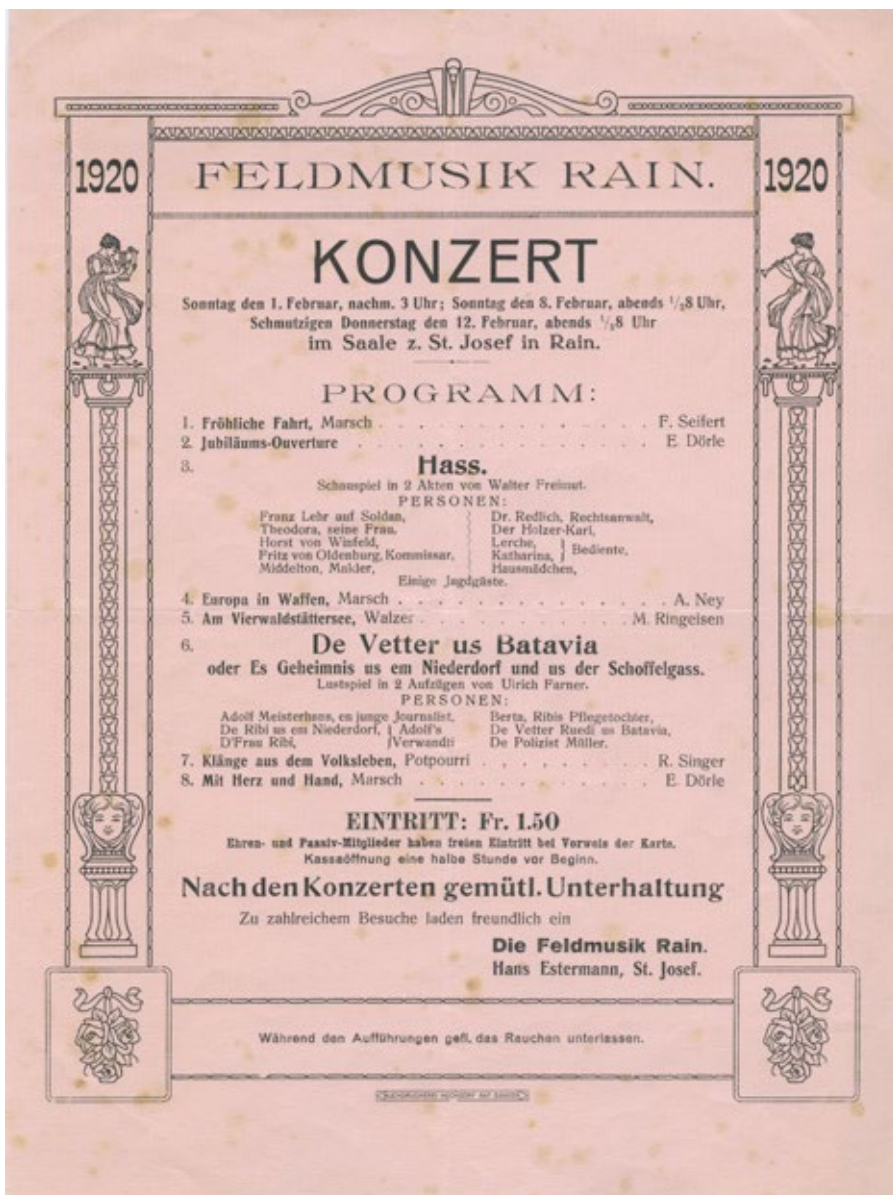 1920 FELDMUSIK RAIN. 1920
KONZERT
Sonntag den 1. Februar, nachm. 3 Uhr; Sonntag den 8. Februar, abends ½8 Uhr,
Schmutzigen Donnerstag den 12. Februar, abends ½8 Uhr
im Saale z. St. Josef in Rain.
PROGRAMM:
1. Fröhliche Fahrt, Marsch . . . . . . . . . . . . . . F. Seifert
2. Jubiläums-Ouverture . . . . . . . . . . . . . . . E. Dörle
3. Hass.
Schauspiel in 2 Akten von Walter Freimut.
PERSONEN:
Franz Lehr auf Soldan, Dr. Redlich, Rechtsanwalt,
Theodora, seine Frau, Der Holzer-Karl,
Horst von Winfeld, Lerche, } Bediente,
Fritz von Oldenburg, Kommissar, Katharina, }
Middelton, Makler, Hausmädchen,
Einige Jagdgäste.
4. Europa in Waffen, Marsch . . . . . . . . . . . . . A. Ney
5. Am Vierwaldstättersee, Walzer . . . . . . . . . . . M. Ringeisen
6. De Vetter us Batavia
oder Es Geheimnis us em Niederdorf und us der Schoffelgass.
Lustspiel in 2 Aufzügen von Ulrich Farner.
PERSONEN:
Adolf Meisterhans, en junge Journalist, Berta, Ribis Pflegetochter,
De Ribi us em Niederdorf, } Adolf's De Vetter Ruedi us Batavia,
D'Frau Ribi, } Verwandti De Polizist Müller.
7. Klänge aus dem Volksleben, Potpourri . . . . . . . . R. Singer
8. Mit Herz und Hand, Marsch . . . . . . . . . . . . E. Dörle
EINTRITT: Fr. 1.50
Ehren- und Passiv-Mitglieder haben freien Eintritt bei Vorweis der Karte.
Kassaöffnung eine halbe Stunde vor Beginn.
Nach den Konzerten gemütl. Unterhaltung
Zu zahlreichem Besuche laden freundlich ein
Die Feldmusik Rain.
Hans Estermann, St. Josef.
Während den Aufführungen gefl. das Rauchen unterlassen.
BUCHDRUCKEREI HOCHDORF